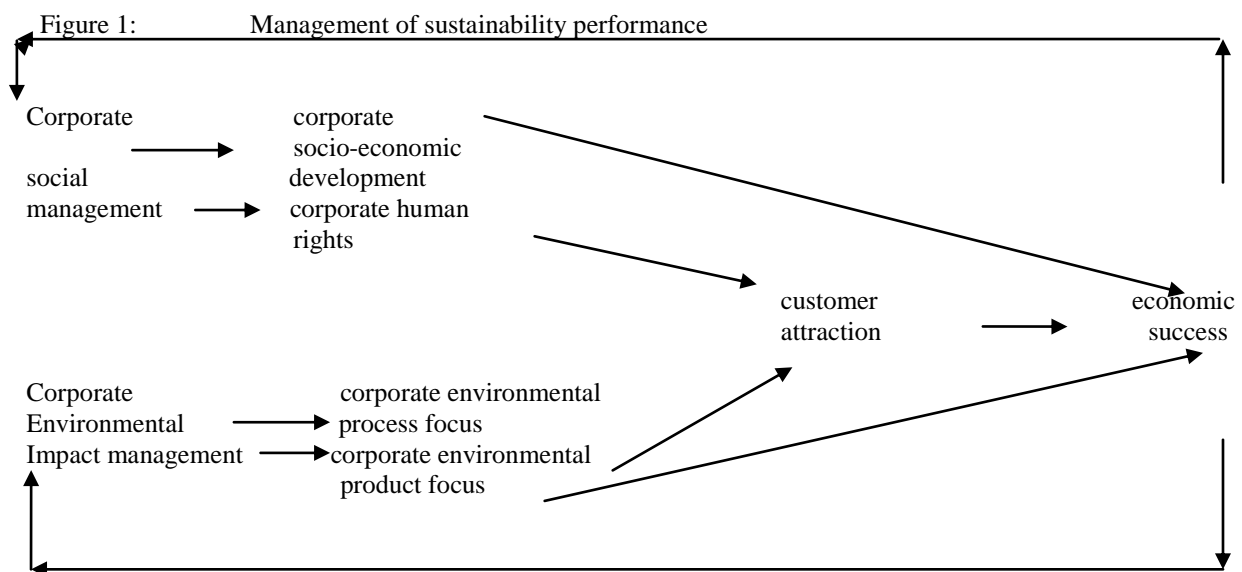 Figure 1: Management of sustainability performance
Corporate
social
management
corporate
socio-economic
development
corporate human
rights
customer
attraction
economic
success
Corporate
Environmental
Impact management
corporate environmental
process focus
corporate environmental
product focus